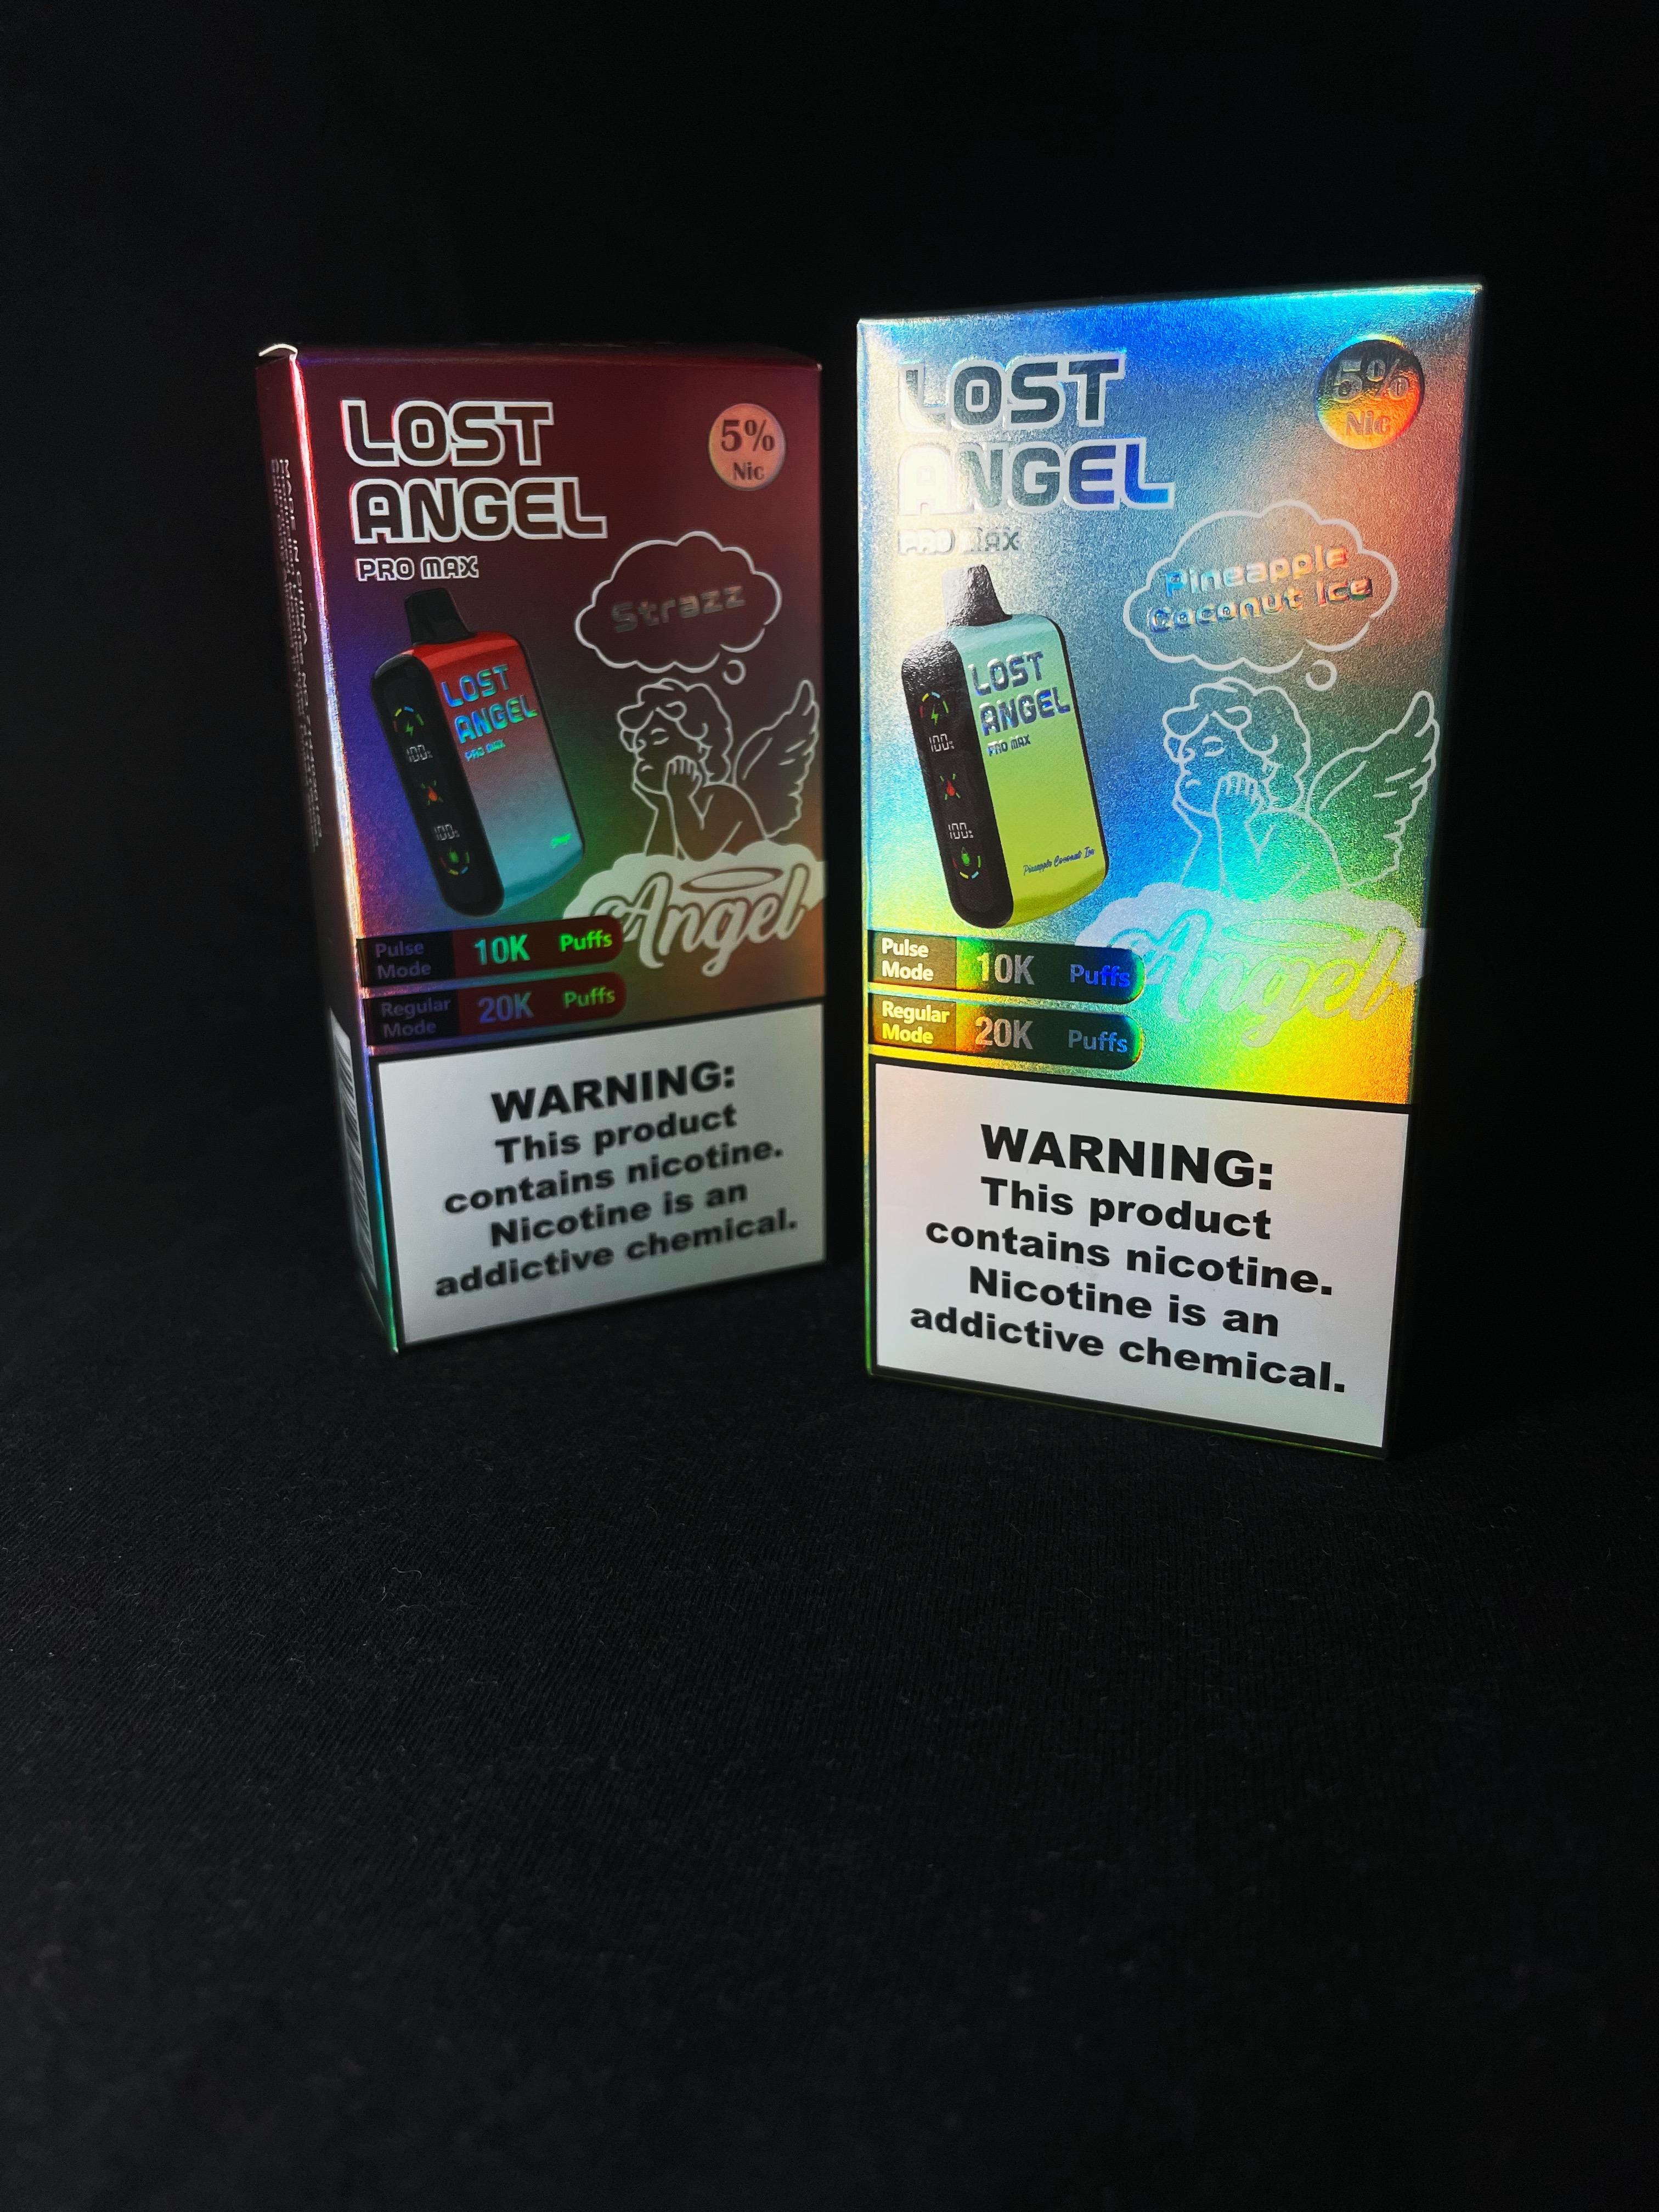 LOST
ANGEL
PRO MAX
5%
Nic
Strazz
LOST
ANGEL
PRO MAX
100%
100%
Angel
Pulse
Mode
10K
Puffs
Regular
Mode
20K
Puffs
WARNING:
This product
contains nicotine.
Nicotine is an
addictive chemical.
MADE IN CHINA
LOST
ANGEL
PRO MAX
5%
Nic
Pineapple
Coconut Ice
LOST
ANGEL
PRO MAX
100%
100%
Pineapple Coconut Ice
Angel
Pulse
Mode
10K
Puffs
Regular
Mode
20K
Puffs
WARNING:
This product
contains nicotine.
Nicotine is an
addictive chemical.